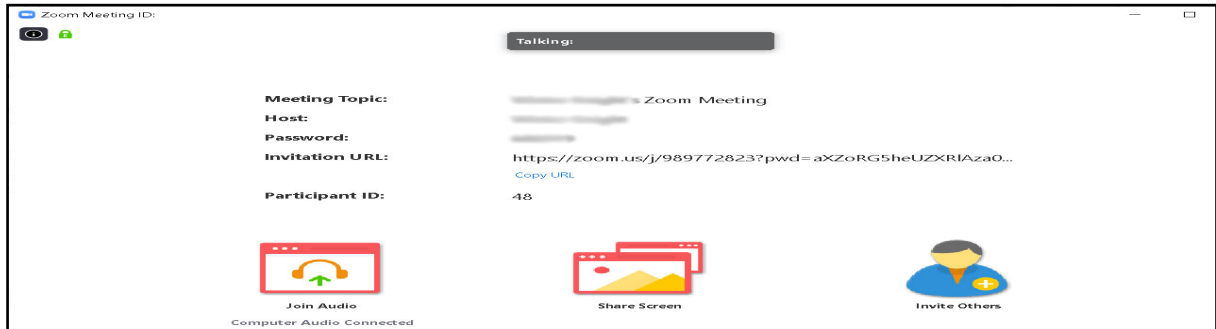 Zoom Meeting ID:
Talking:
Meeting Topic: Zoom Meeting
Host:
Password:
Invitation URL: https://zoom.us/j/989772823?pwd=aXZoRG5heUZXRlAza0...
Copy URL
Participant ID: 48
Join Audio Share Screen Invite Others
Computer Audio Connected